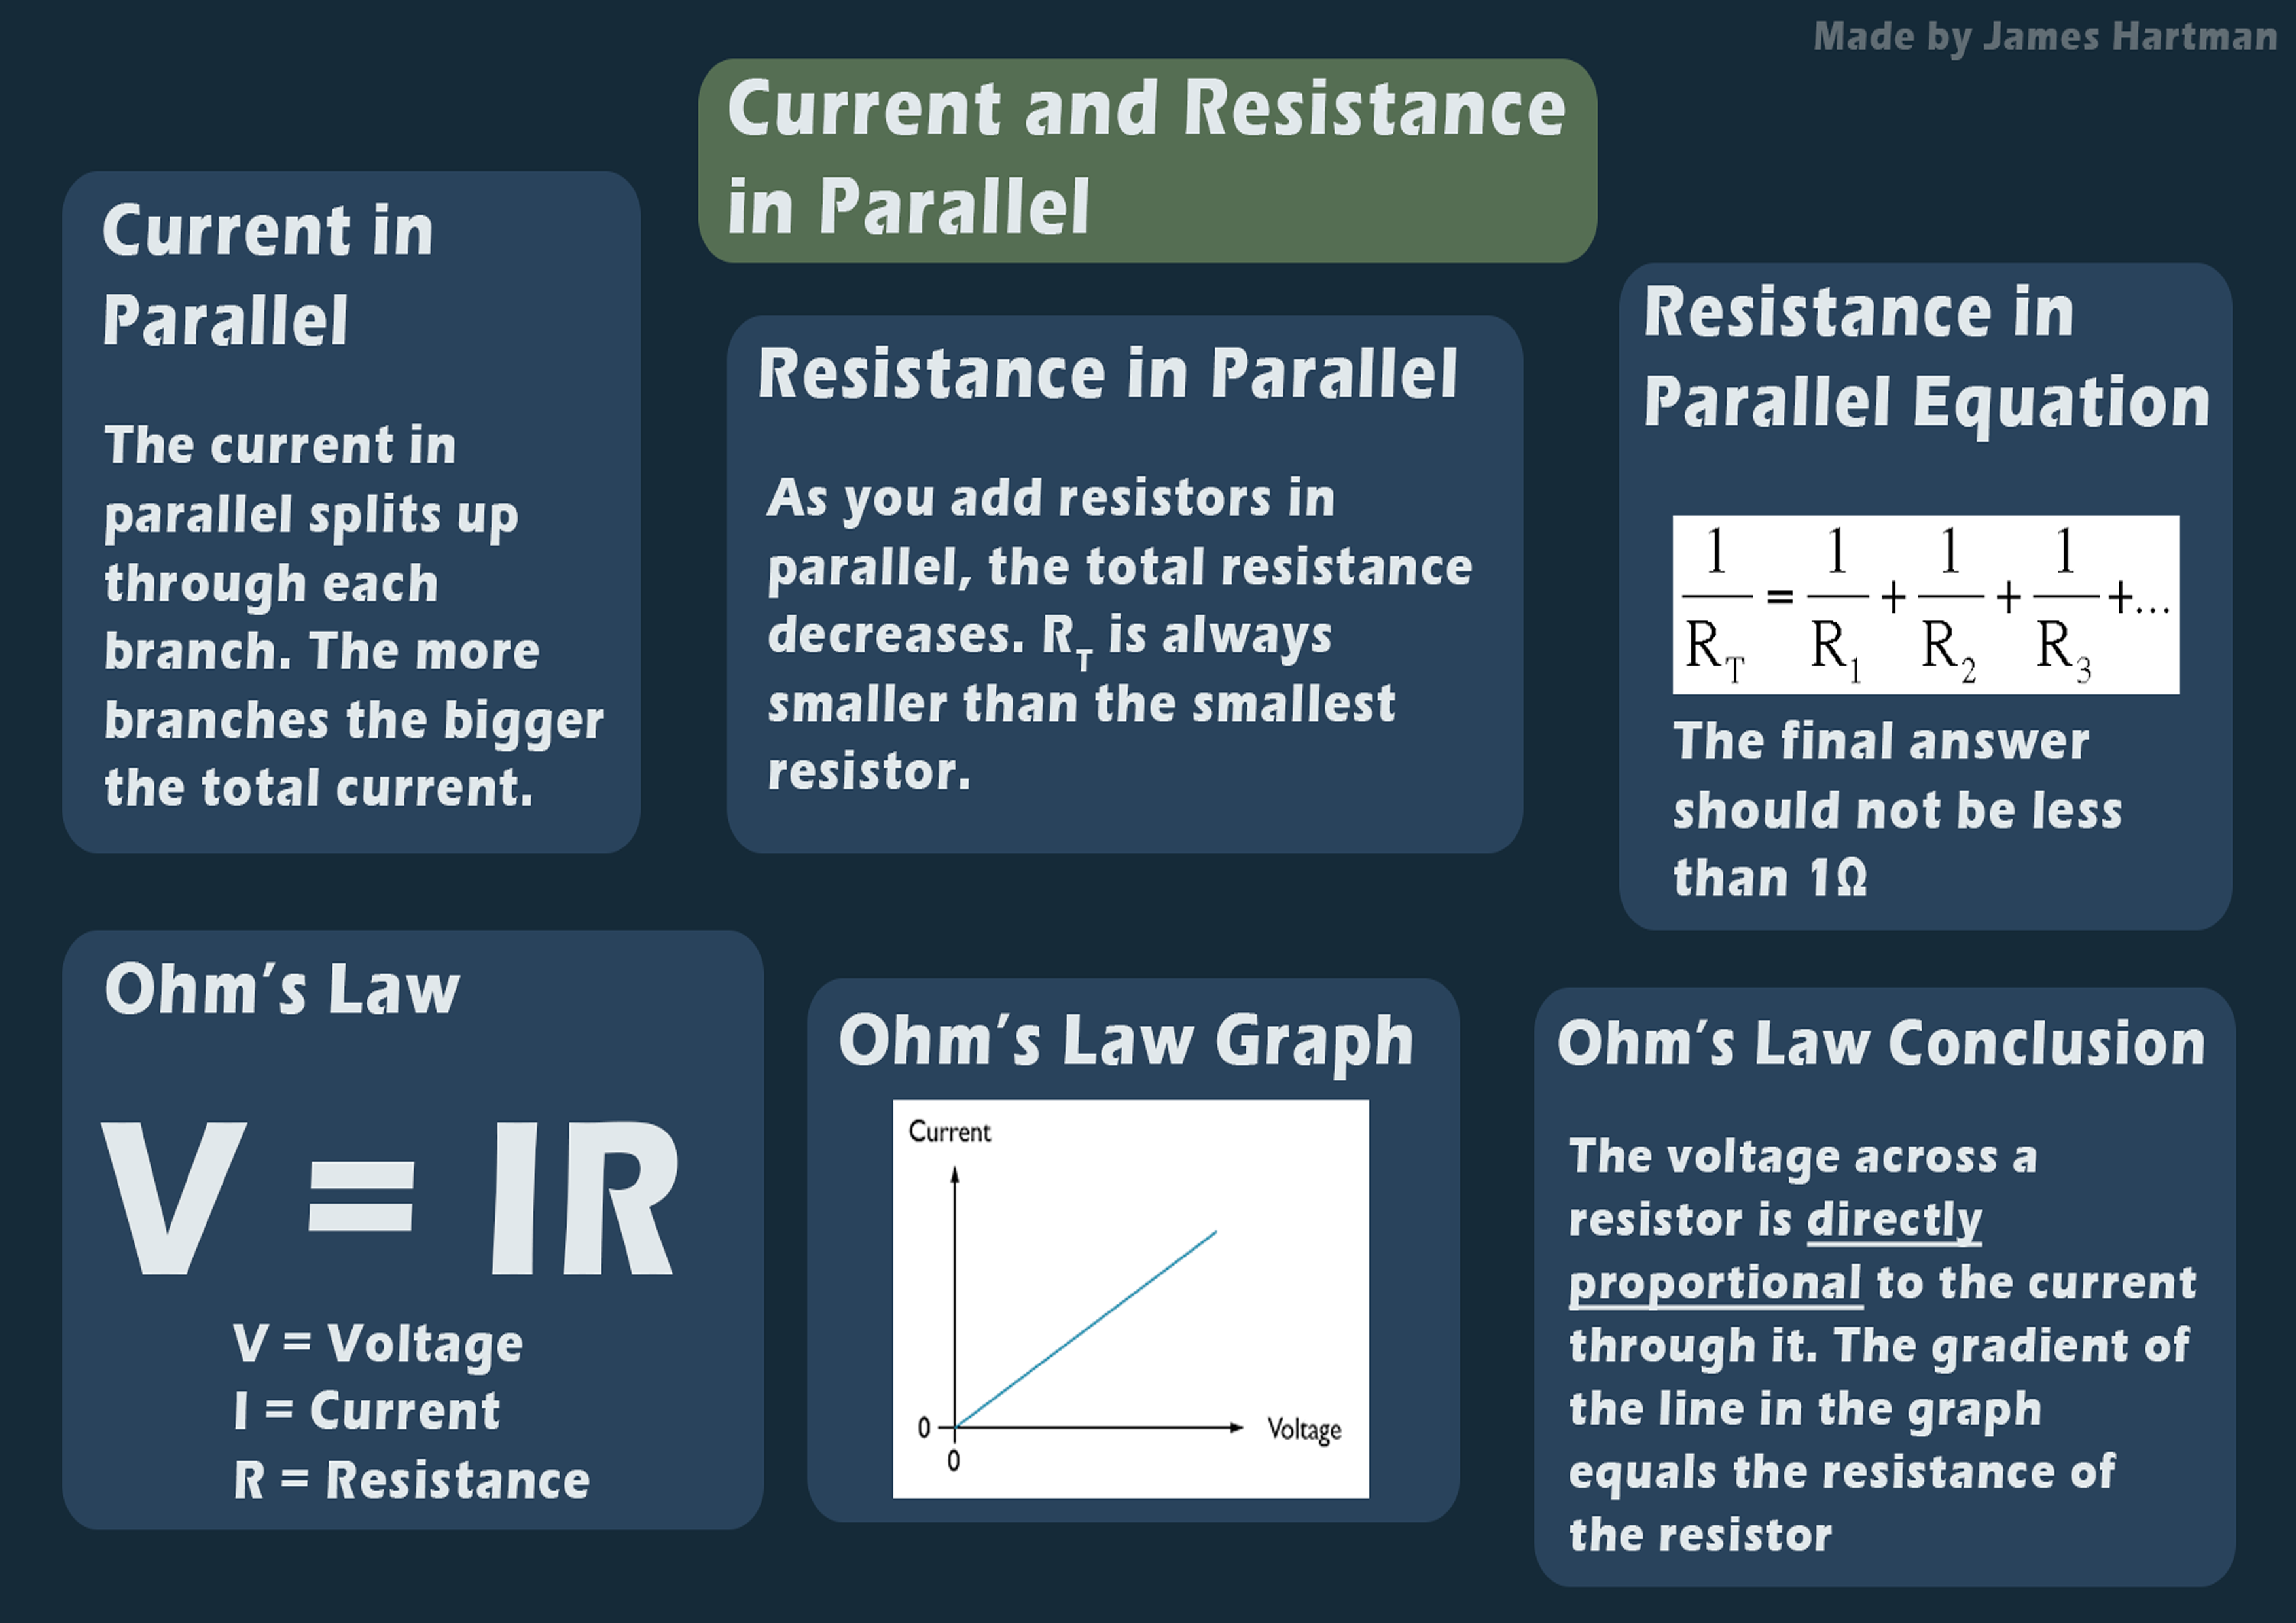 Made by James Hartman
Current and Resistance
in Parallel
Current in
Parallel
The current in
parallel splits up
through each
branch. The more
branches the bigger
the total current.
Resistance in Parallel
As you add resistors in
parallel, the total resistance
decreases. R_T is always
smaller than the smallest
resistor.
Resistance in
Parallel Equation
1/R_T = 1/R_1 + 1/R_2 + 1/R_3 +...
The final answer
should not be less
than 1Ω
Ohm's Law
V = IR
V = Voltage
I = Current
R = Resistance
Ohm's Law Graph
Current
0
0
Voltage
Ohm's Law Conclusion
The voltage across a
resistor is directly
proportional to the current
through it. The gradient of
the line in the graph
equals the resistance of
the resistor